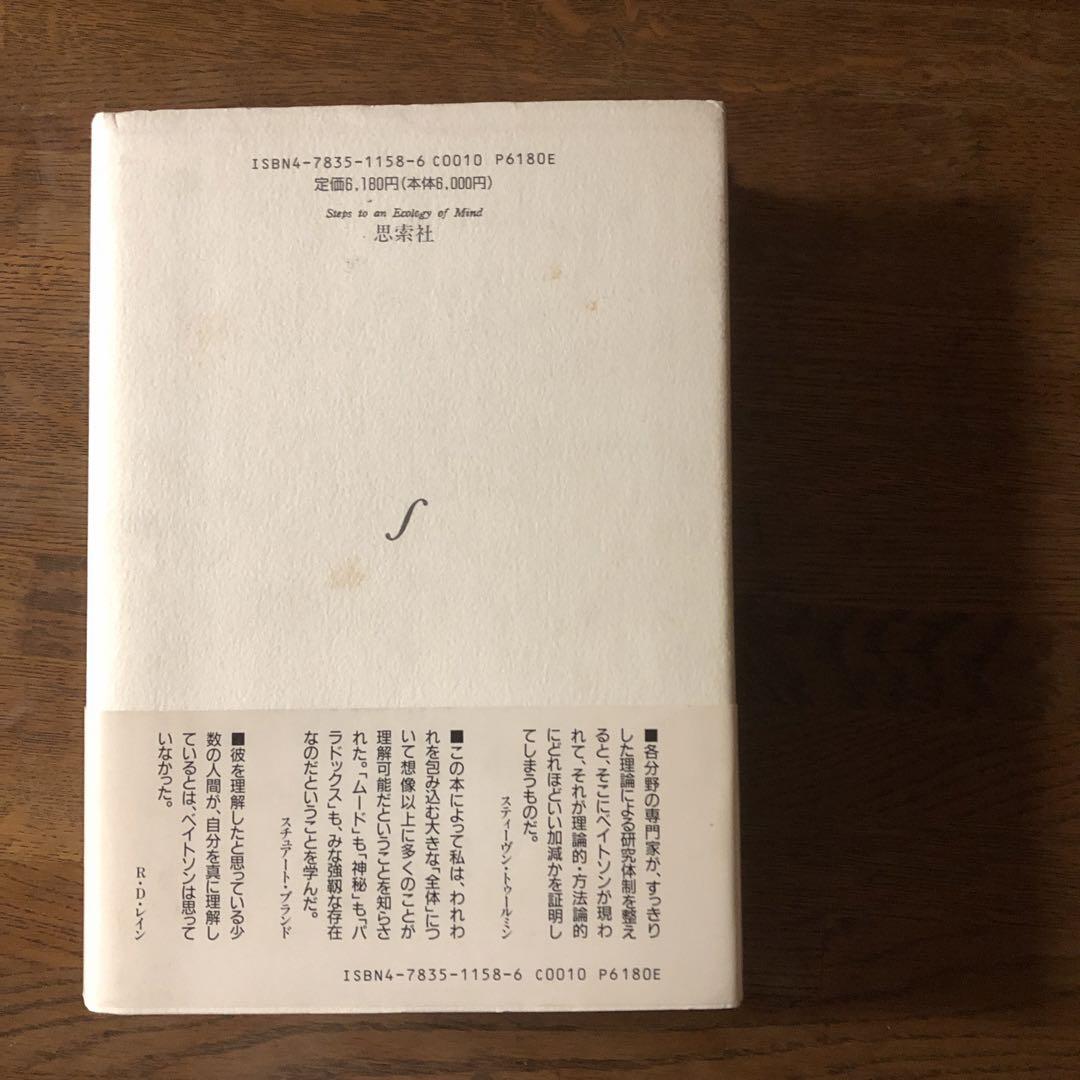 ISBN4-7835-1158-6 C0010 P6180E
定価6,180円(本体6,000円)
Steps to an Ecology of Mind
思索社
∫
■各分野の専門家が、すっきり
した理論による研究体制を整え
ると、そこにベイトソンが現わ
れて、それが理論的・方法論的
にどれほどいい加減かを証明し
てしまうものだ。
スティーヴン・トゥールミン
■この本によって私は、われわ
れを包み込む大きな「全体」につ
いて想像以上に多くのことが
理解可能だということを知らさ
れた。「ムード」も「神秘」も「パ
ラドックス」も、みな強靱な存在
なのだということを学んだ。
スチュアート・ブランド
■彼を理解したと思っている少
数の人間が、自分を真に理解し
ているとは、ベイトソンは思って
いなかった。
R・D・レイン
ISBN4-7835-1158-6 C0010 P6180E